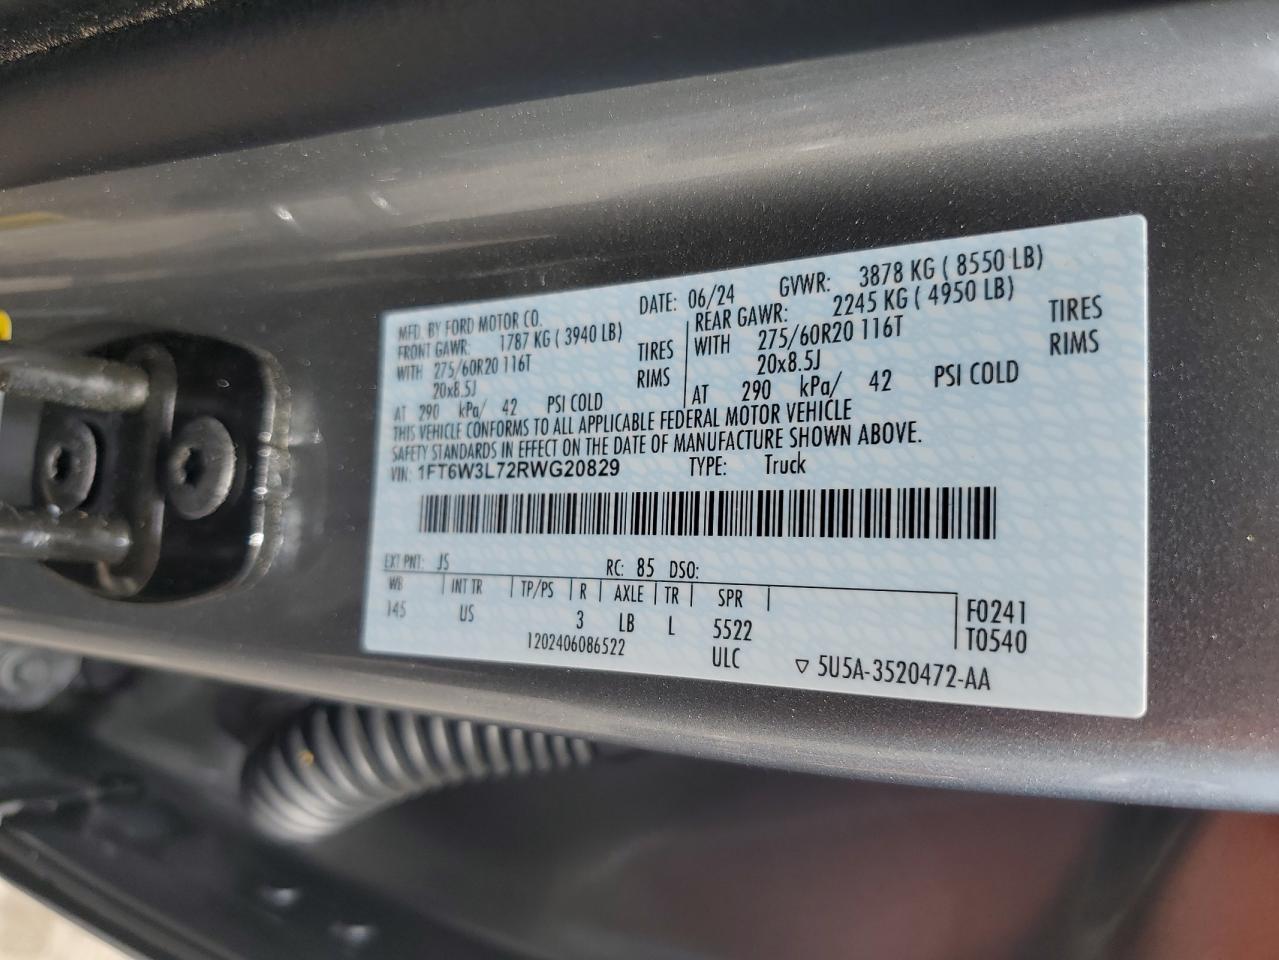 MFD. BY FORD MOTOR CO.
DATE: 06/24 GVWR: 3878 KG ( 8550 LB)
FRONT GAWR: 1787 KG ( 3940 LB)
WITH 275/60R20 116T TIRES
20x8.5J RIMS
AT 290 kPa/ 42 PSI COLD
REAR GAWR: 2245 KG ( 4950 LB)
WITH 275/60R20 116T TIRES
20x8.5J RIMS
AT 290 kPa/ 42 PSI COLD
THIS VEHICLE CONFORMS TO ALL APPLICABLE FEDERAL MOTOR VEHICLE
SAFETY STANDARDS IN EFFECT ON THE DATE OF MANUFACTURE SHOWN ABOVE.
VIN: 1FT6W3L72RWG20829 TYPE: Truck
EXT PNT: JS RC: 85 DSO:
WB INT TR TP/PS R AXLE TR SPR
145 US 3 LB L 5522
F0241
T0540
1202406086522 ULC ▽ 5U5A-3520472-AA